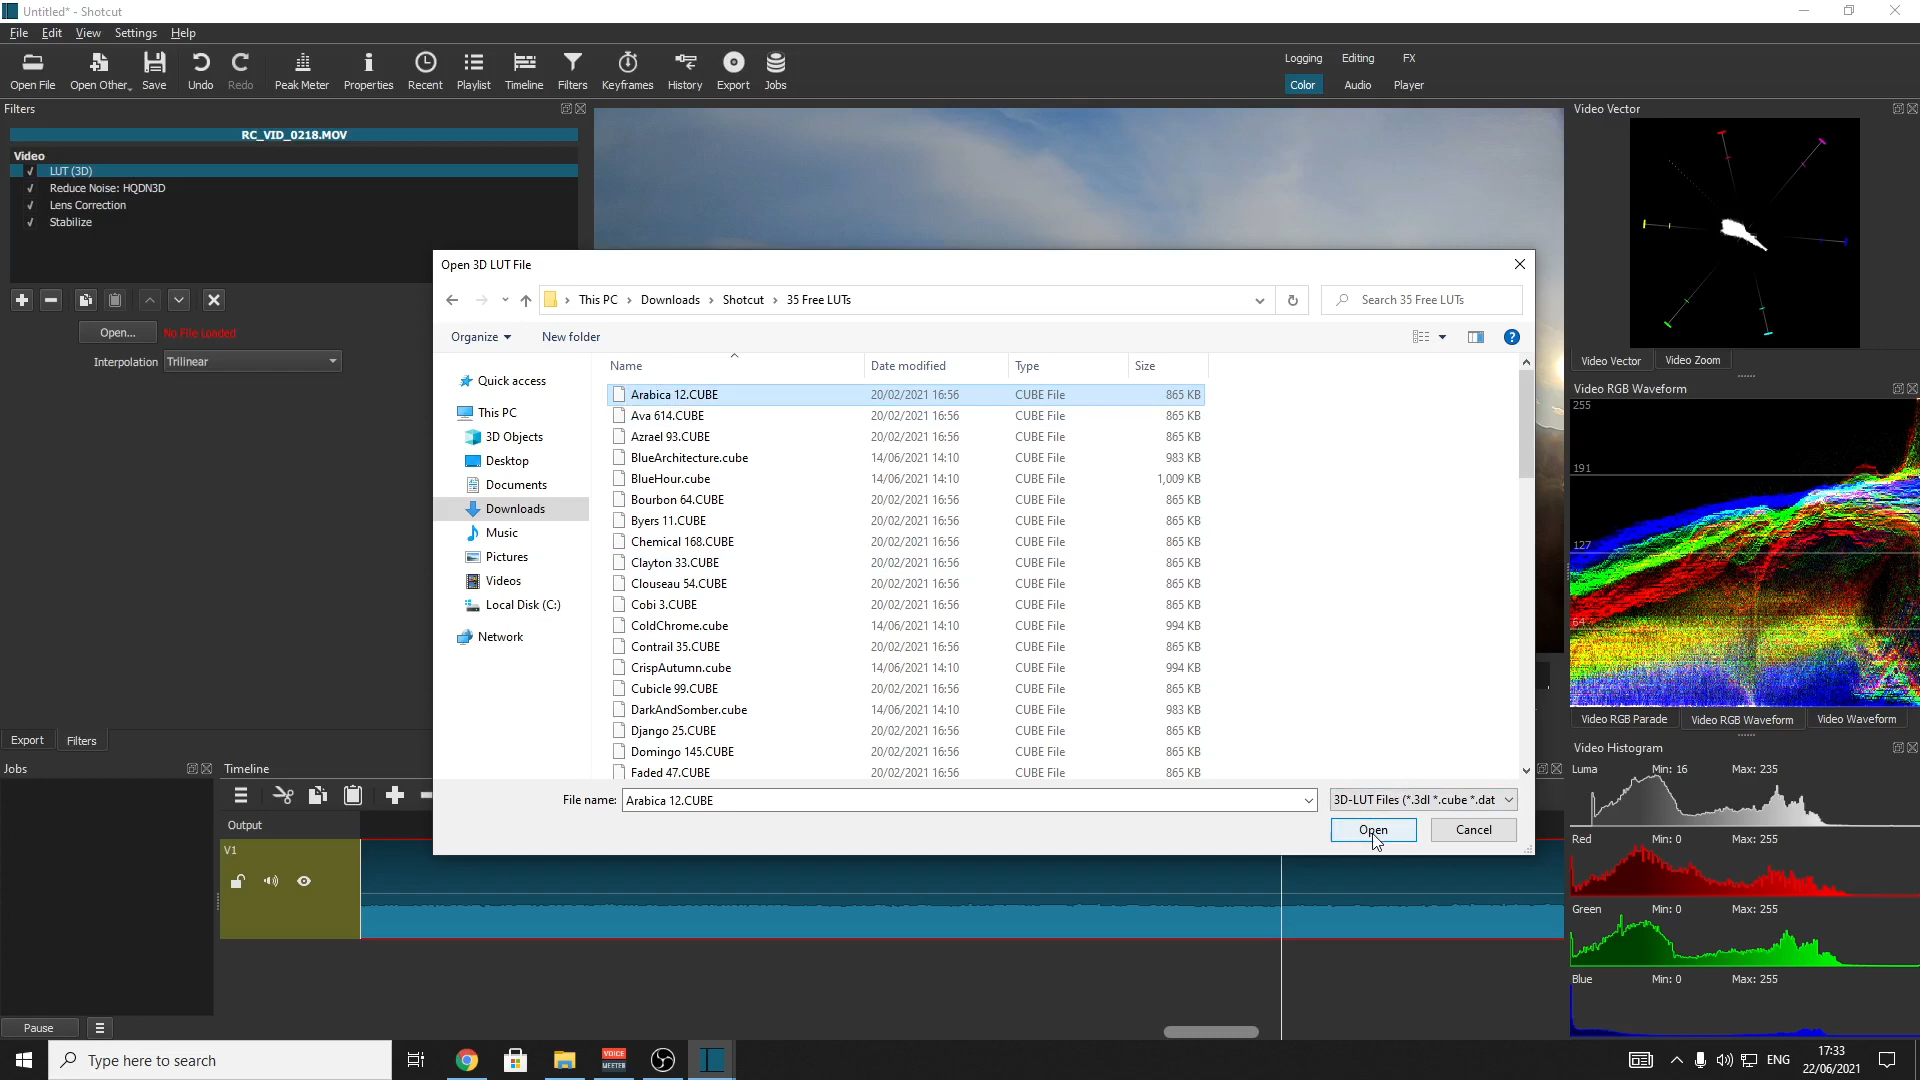 Untitled* - Shotcut
File Edit View Settings Help
Open File Open Other Save Undo Redo Peak Meter Properties Recent Playlist Timeline Filters Keyframes History Export Jobs
Logging Editing FX
Color Audio Player
Filters
RC_VID_0218.MOV
Video
LUT (3D)
Reduce Noise: HQDN3D
Lens Correction
Stabilize
Open... No File Loaded
Interpolation Trilinear
Export Filters
Open 3D LUT File
This PC Downloads Shotcut 35 Free LUTs
Search 35 Free LUTs
Organize New folder
Quick access
This PC
3D Objects
Desktop
Documents
Downloads
Music
Pictures
Videos
Local Disk (C:)
Network
Name Date modified Type Size
Arabica 12.CUBE 20/02/2021 16:56 CUBE File 865 KB
Ava 614.CUBE 20/02/2021 16:56 CUBE File 865 KB
Azrael 93.CUBE 20/02/2021 16:56 CUBE File 865 KB
BlueArchitecture.cube 14/06/2021 14:10 CUBE File 983 KB
BlueHour.cube 14/06/2021 14:10 CUBE File 1,009 KB
Bourbon 64.CUBE 20/02/2021 16:56 CUBE File 865 KB
Byers 11.CUBE 20/02/2021 16:56 CUBE File 865 KB
Chemical 168.CUBE 20/02/2021 16:56 CUBE File 865 KB
Clayton 33.CUBE 20/02/2021 16:56 CUBE File 865 KB
Clouseau 54.CUBE 20/02/2021 16:56 CUBE File 865 KB
Cobi 3.CUBE 20/02/2021 16:56 CUBE File 865 KB
ColdChrome.cube 14/06/2021 14:10 CUBE File 994 KB
Contrail 35.CUBE 20/02/2021 16:56 CUBE File 865 KB
CrispAutumn.cube 14/06/2021 14:10 CUBE File 994 KB
Cubicle 99.CUBE 20/02/2021 16:56 CUBE File 865 KB
DarkAndSomber.cube 14/06/2021 14:10 CUBE File 983 KB
Django 25.CUBE 20/02/2021 16:56 CUBE File 865 KB
Domingo 145.CUBE 20/02/2021 16:56 CUBE File 865 KB
Faded 47.CUBE 20/02/2021 16:56 CUBE File 865 KB
File name: Arabica 12.CUBE 3D-LUT Files (*.3dl *.cube *.dat
Open Cancel
Video Vector
Video Vector Video Zoom
Video RGB Waveform
255
191
127
64
Video RGB Parade Video RGB Waveform Video Waveform
Video Histogram
Luma Min: 16 Max: 235
Red Min: 0 Max: 255
Green Min: 0 Max: 255
Blue Min: 0 Max: 255
Jobs
Pause
Timeline
Output
V1
Type here to search
VOICE
MEETER
ENG
17:33
22/06/2021